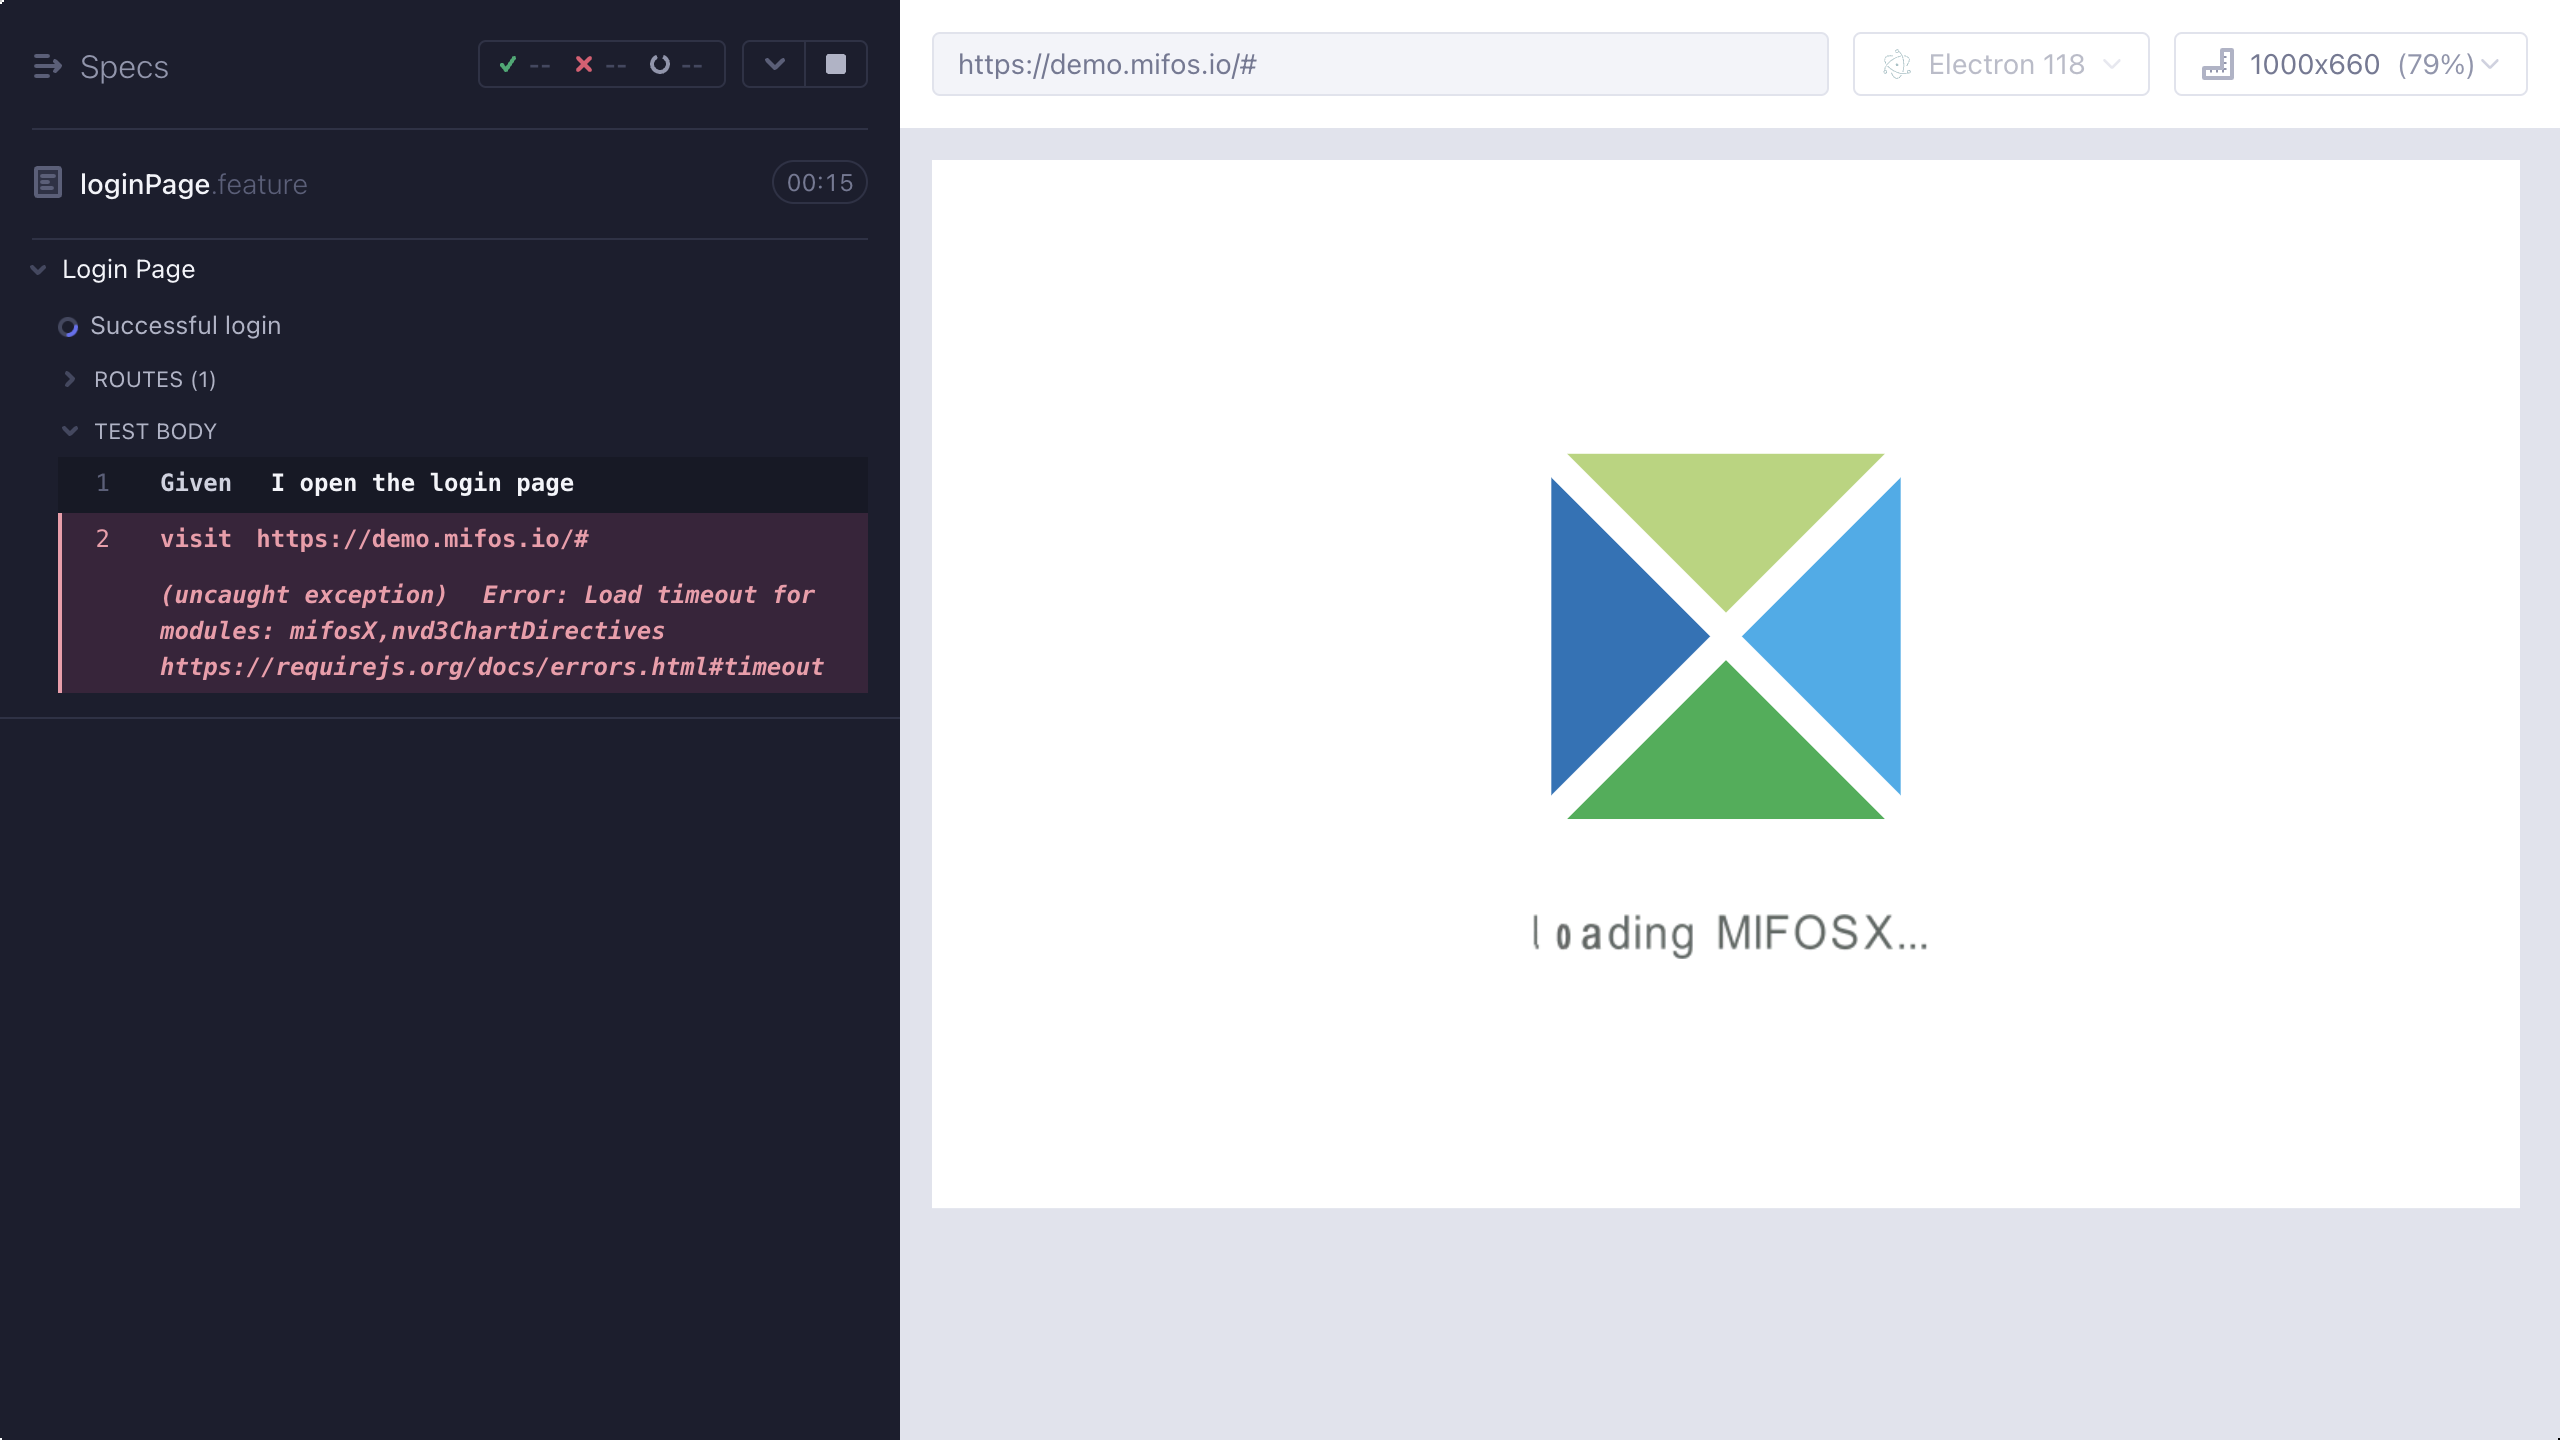 Specs
-- -- --
loginPage.feature
00:15
Login Page
Successful login
ROUTES (1)
TEST BODY
1 Given I open the login page
2 visit https://demo.mifos.io/#
(uncaught exception) Error: Load timeout for
modules: mifosX,nvd3ChartDirectives
https://requirejs.org/docs/errors.html#timeout
https://demo.mifos.io/#
Electron 118
1000x660 (79%)
loading MIFOSX...